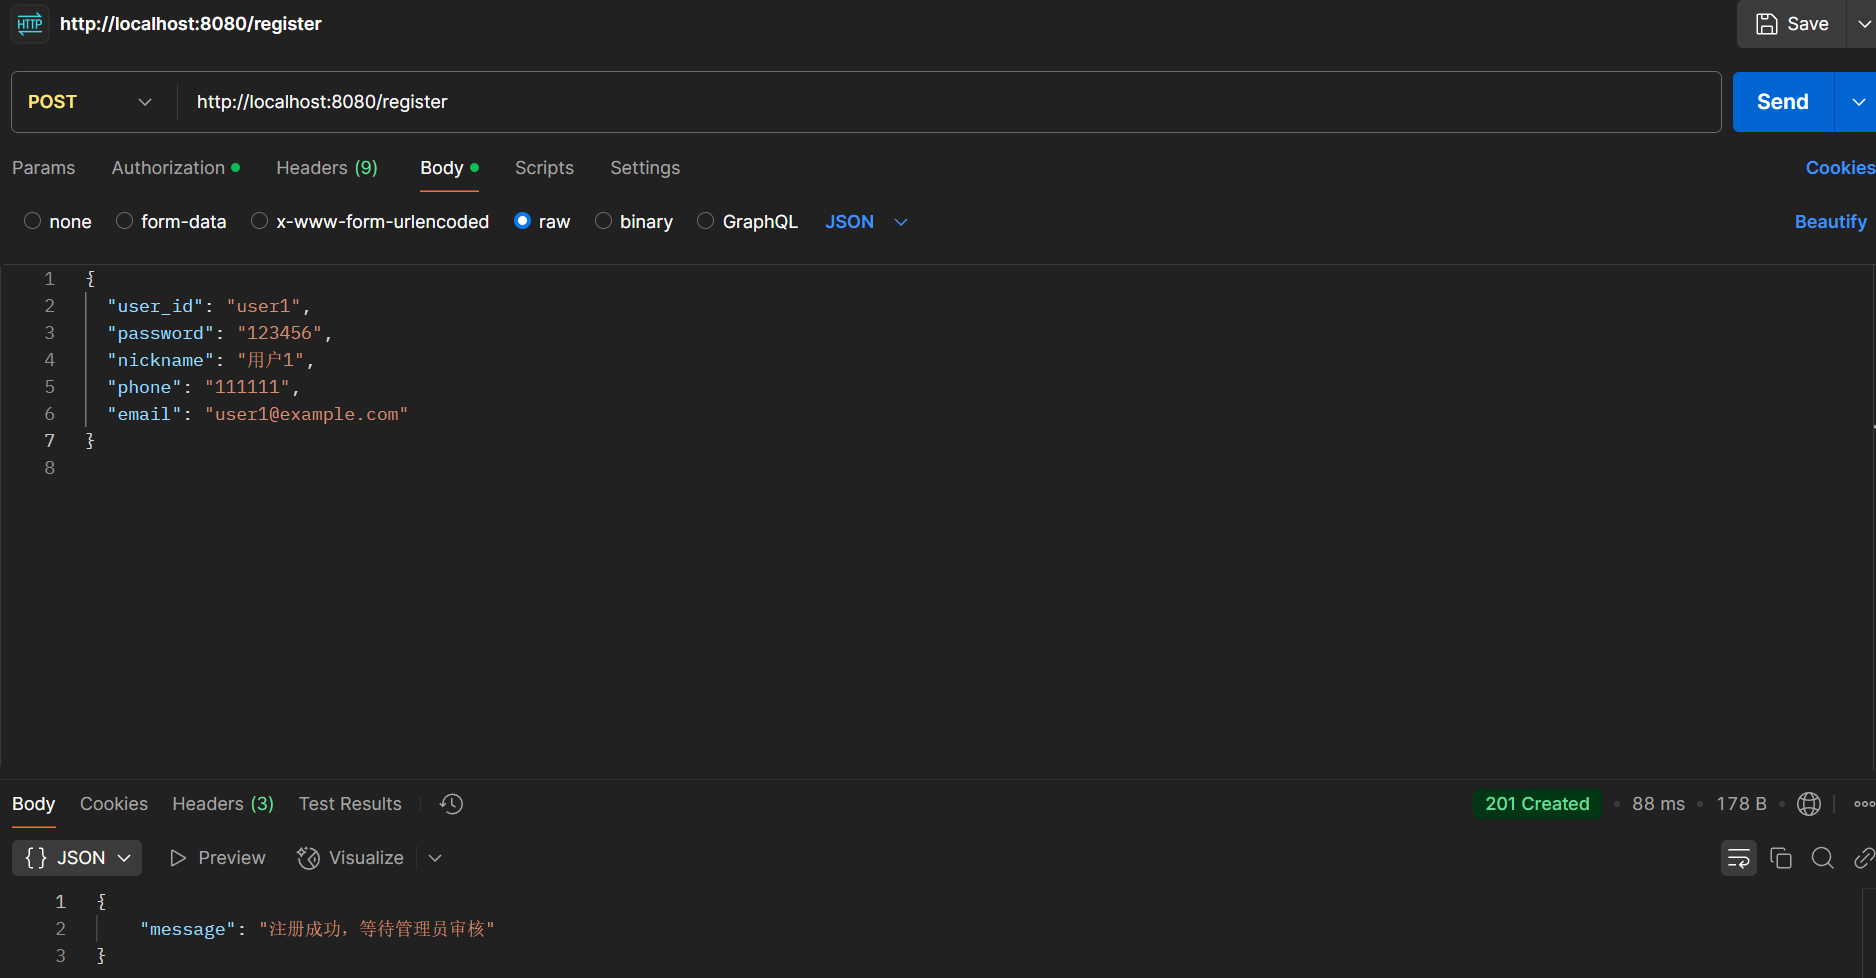 HTTP http://localhost:8080/register Save
POST http://localhost:8080/register Send
Params Authorization Headers (9) Body Scripts Settings Cookies
none form-data x-www-form-urlencoded raw binary GraphQL JSON Beautify
1 {
2 "user_id": "user1",
3 "password": "123456",
4 "nickname": "用户1",
5 "phone": "111111",
6 "email": "user1@example.com"
7 }
8
Body Cookies Headers (3) Test Results 201 Created • 88 ms • 178 B •
{} JSON Preview Visualize
1 {
2 "message": "注册成功，等待管理员审核"
3 }